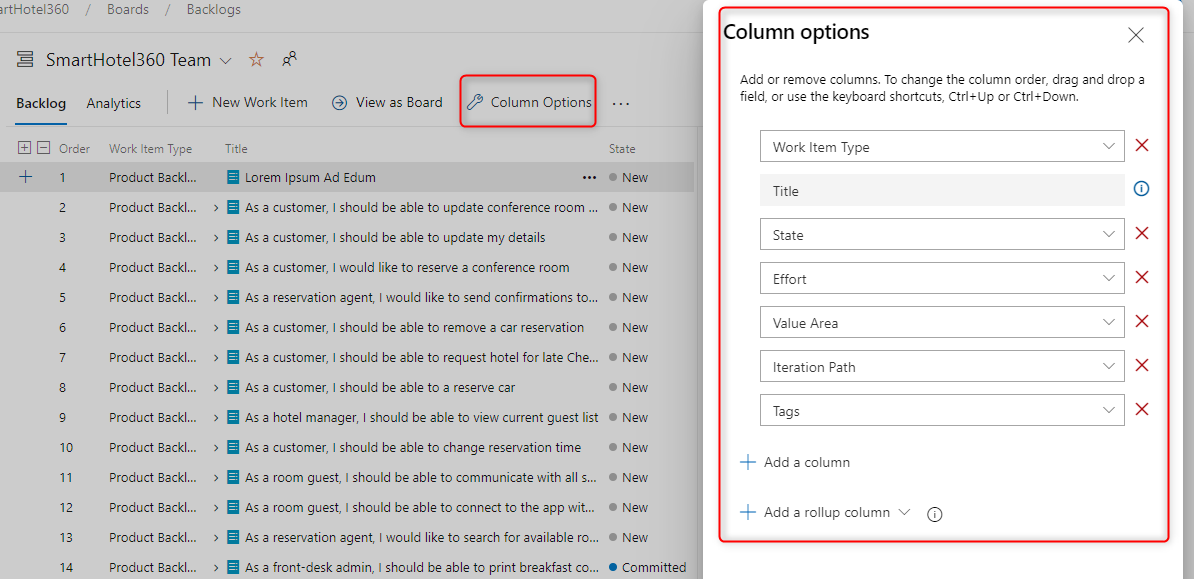 artHotel360 / Boards / Backlogs
SmartHotel360 Team
Backlog Analytics New Work Item View as Board Column Options ...
Order Work Item Type Title State
1 Product Backl... Lorem Ipsum Ad Edum ... New
2 Product Backl... As a customer, I should be able to update conference room ... New
3 Product Backl... As a customer, I should be able to update my details New
4 Product Backl... As a customer, I would like to reserve a conference room New
5 Product Backl... As a reservation agent, I would like to send confirmations to... New
6 Product Backl... As a customer, I should be able to remove a car reservation New
7 Product Backl... As a customer, I should be able to request hotel for late Che... New
8 Product Backl... As a customer, I should be able to a reserve car New
9 Product Backl... As a hotel manager, I should be able to view current guest list New
10 Product Backl... As a customer, I should be able to change reservation time New
11 Product Backl... As a room guest, I should be able to communicate with all s... New
12 Product Backl... As a room guest, I should be able to connect to the app wit... New
13 Product Backl... As a reservation agent, I would like to search for available ro... New
14 Product Backl... As a front-desk admin, I should be able to print breakfast co... Committed
Column options
Add or remove columns. To change the column order, drag and drop a
field, or use the keyboard shortcuts, Ctrl+Up or Ctrl+Down.
Work Item Type
Title
State
Effort
Value Area
Iteration Path
Tags
Add a column
Add a rollup column